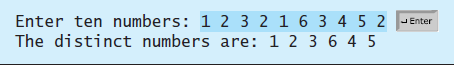 Enter ten numbers: 1 2 3 2 1 6 3 4 5 2 ↵Enter
The distinct numbers are: 1 2 3 6 4 5